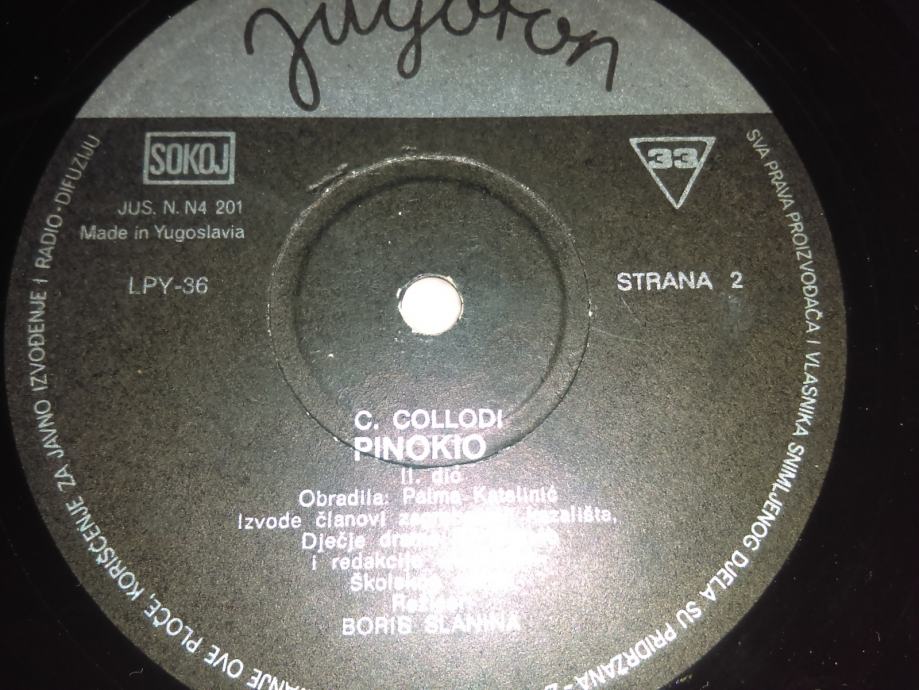 jugoton
SOKOJ
33
JUS. N. N4 201
Made in Yugoslavia
LPY-36
STRANA 2
C. COLLODI
PINOKIO
II. dio
Obradila: Palma Katalinić
Izvode članovi kazališta,
Dječje
i
BORIS SLANINA
SVA PRAVA PROIZVOĐAČA I VLASNIKA SNIMLJENOG DJELA SU PRIDRŽANA -
OVE PLOČE, KORIŠĆENJE ZA JAVNO IZVOĐENJE I RADIO-DIFUZIJU